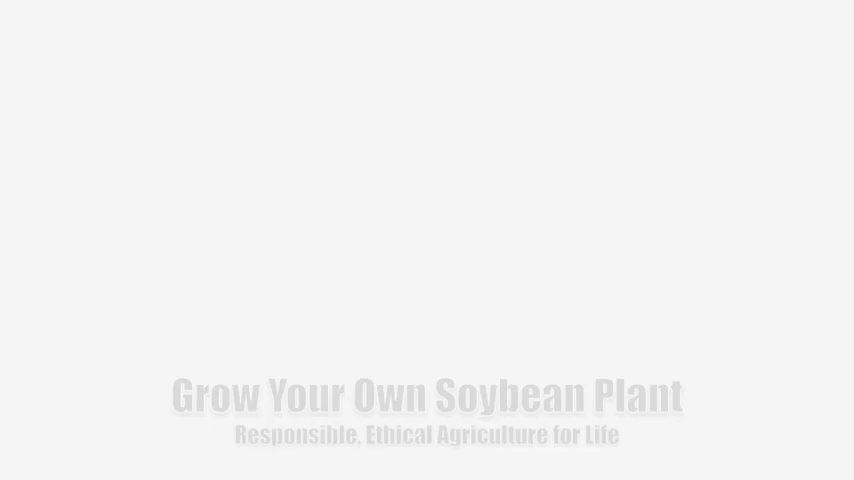 Grow Your Own Soybean Plant
Responsible, Ethical Agriculture for Life